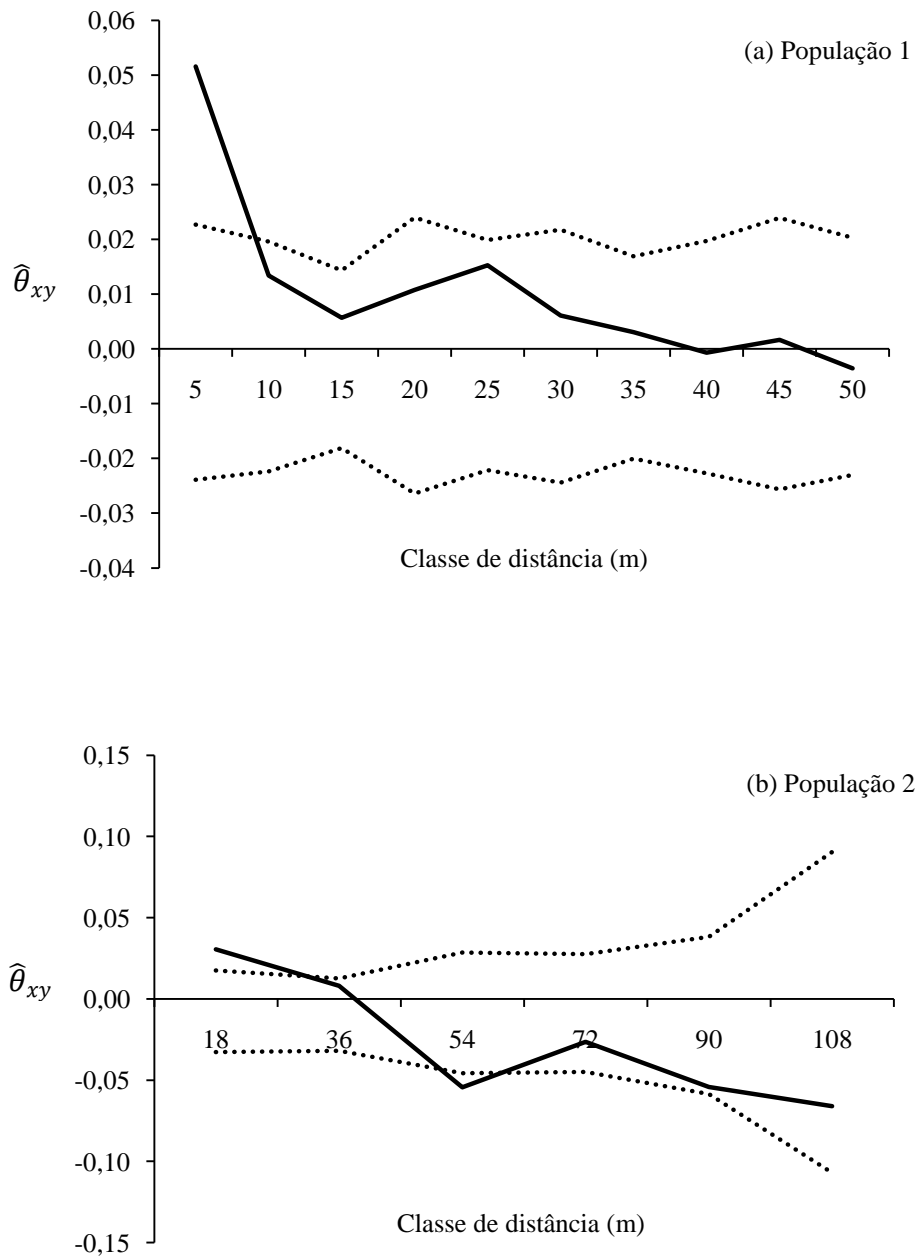 0,06
(a) População 1
0,05
0,04
0,03
0,02
0,01
θ̂xy
0,00
5 10 15 20 25 30 35 40 45 50
-0,01
-0,02
-0,03
Classe de distância (m)
-0,04
0,15
(b) População 2
0,10
0,05
θ̂xy
0,00
18 36 54 72 90 108
-0,05
-0,10
Classe de distância (m)
-0,15